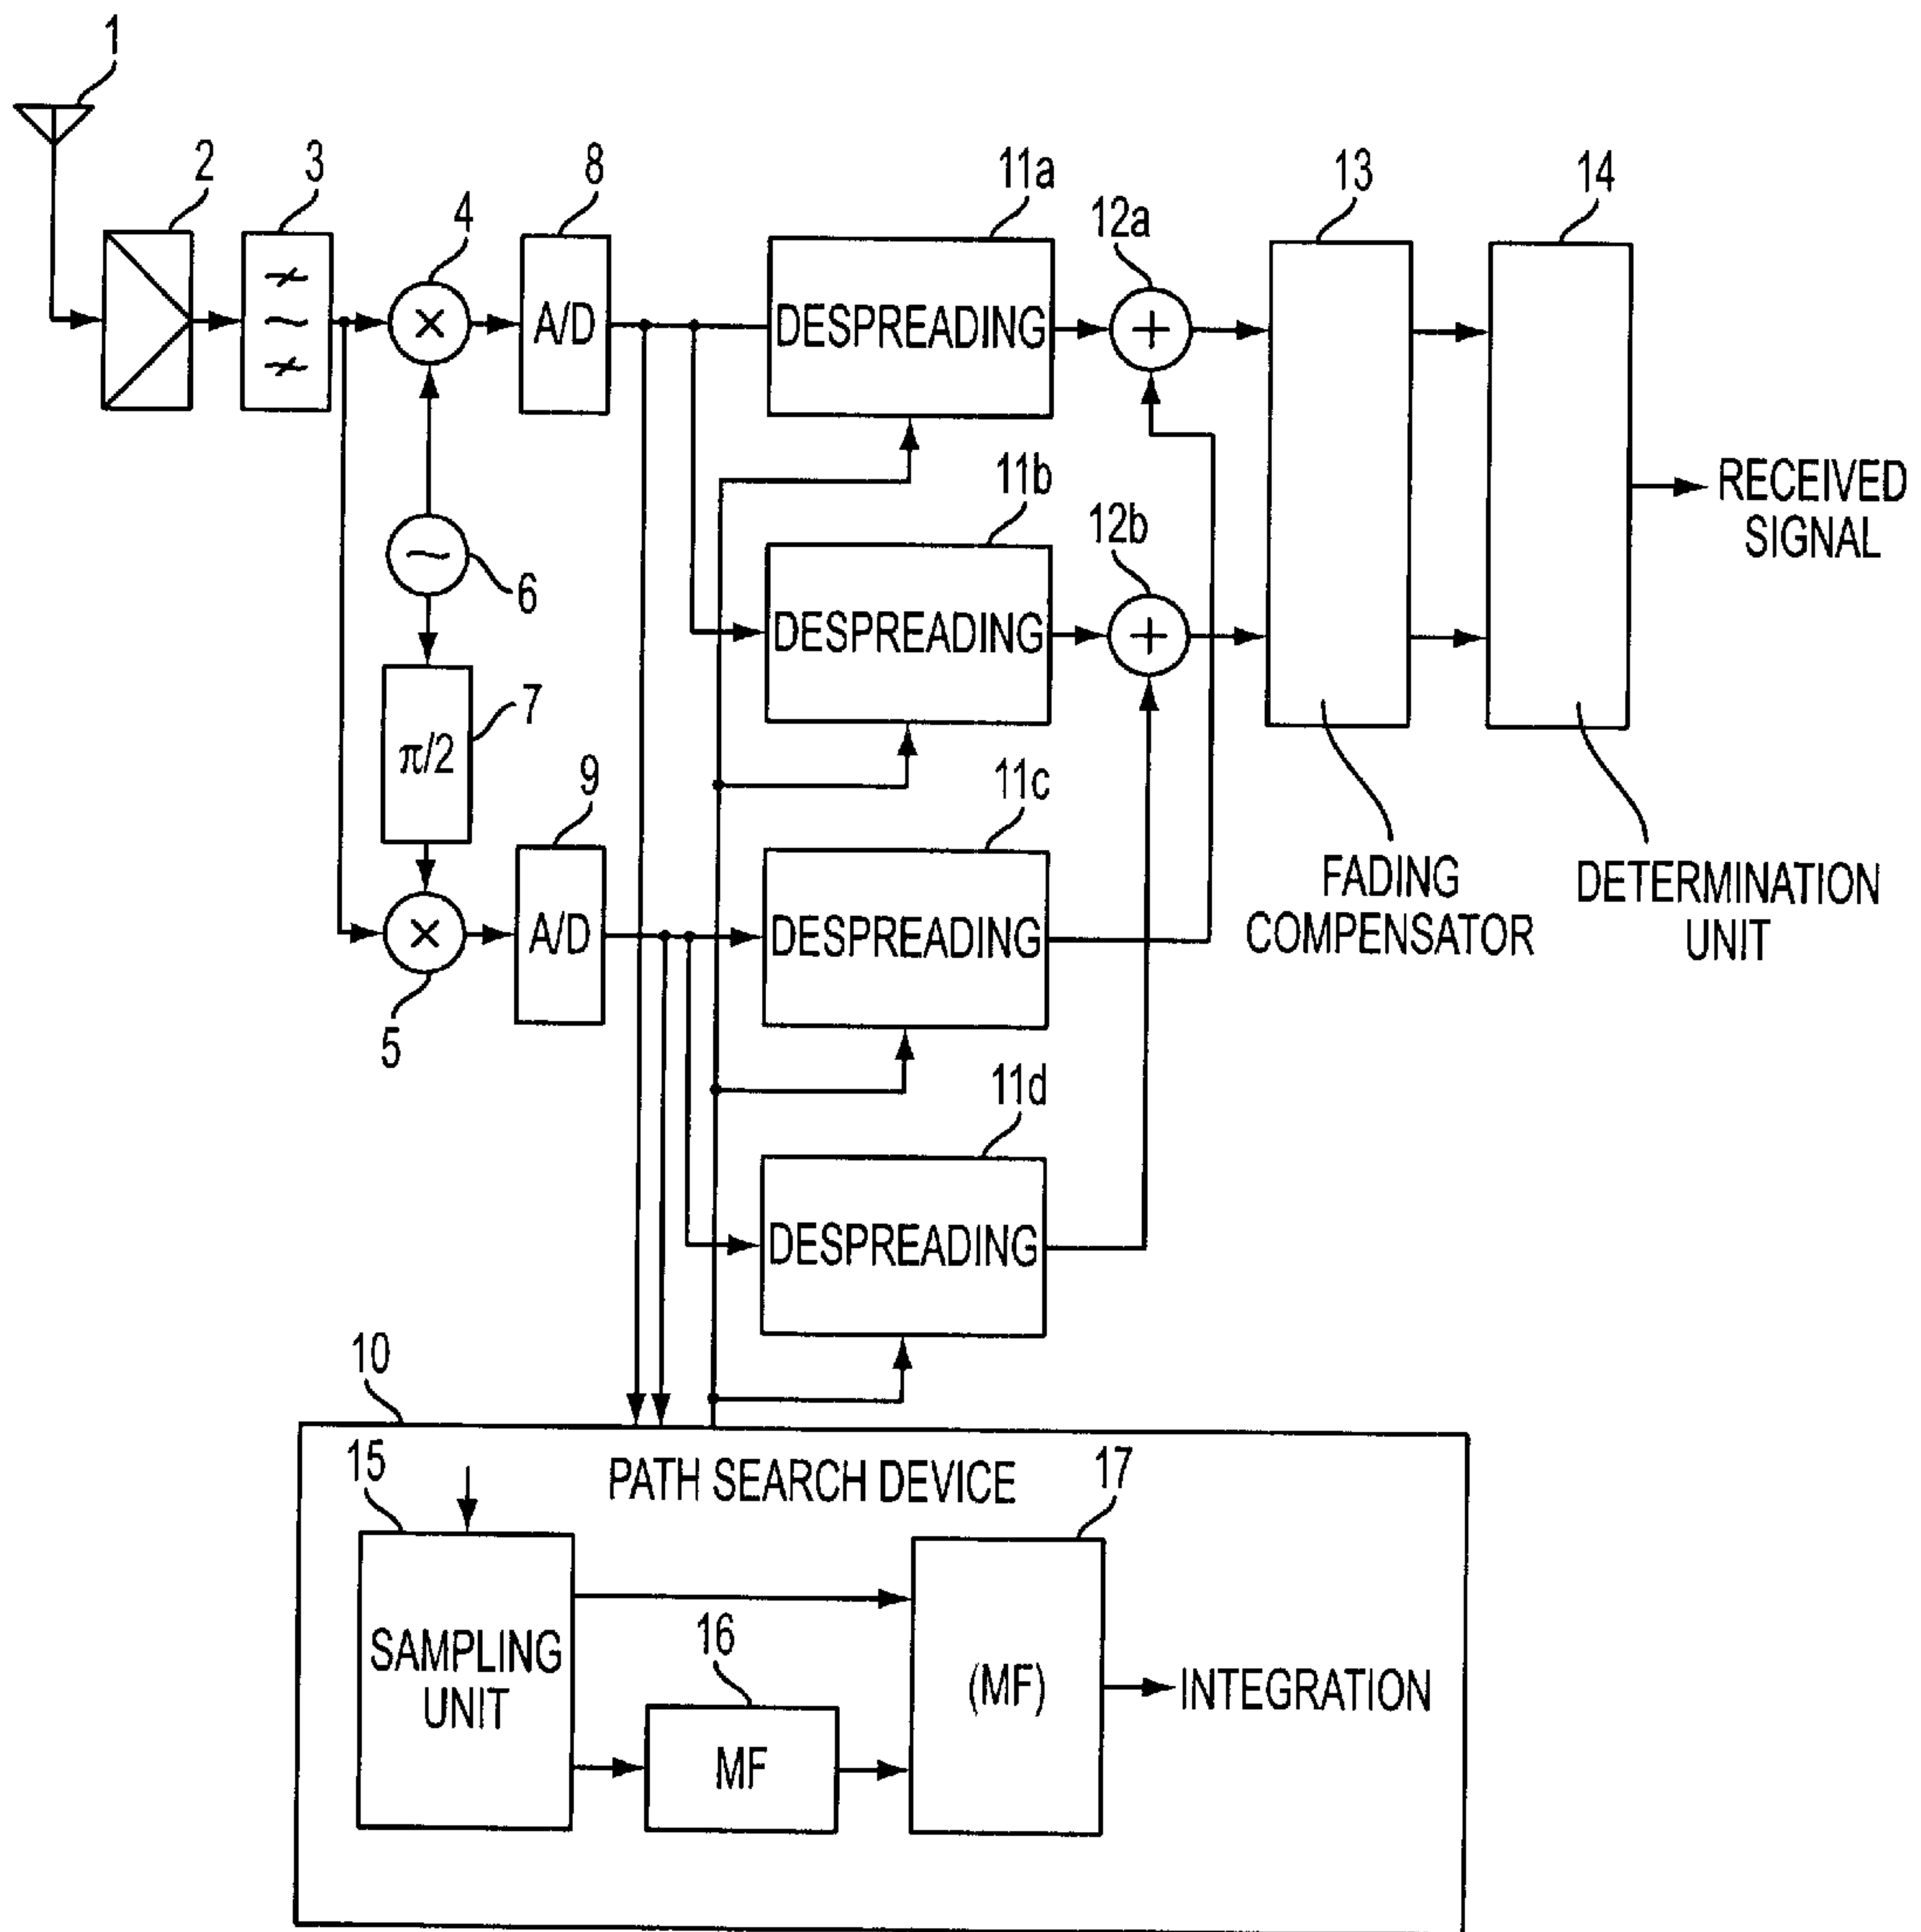 1
2
3
4
8
11a
12a
13
14
A/D
DESPREADING
11b
12b
RECEIVED
SIGNAL
6
DESPREADING
7
π/2
9
11c
FADING
COMPENSATOR
DETERMINATION
UNIT
A/D
DESPREADING
5
11d
DESPREADING
10
PATH SEARCH DEVICE
15
17
SAMPLING
UNIT
16
(MF)
INTEGRATION
MF